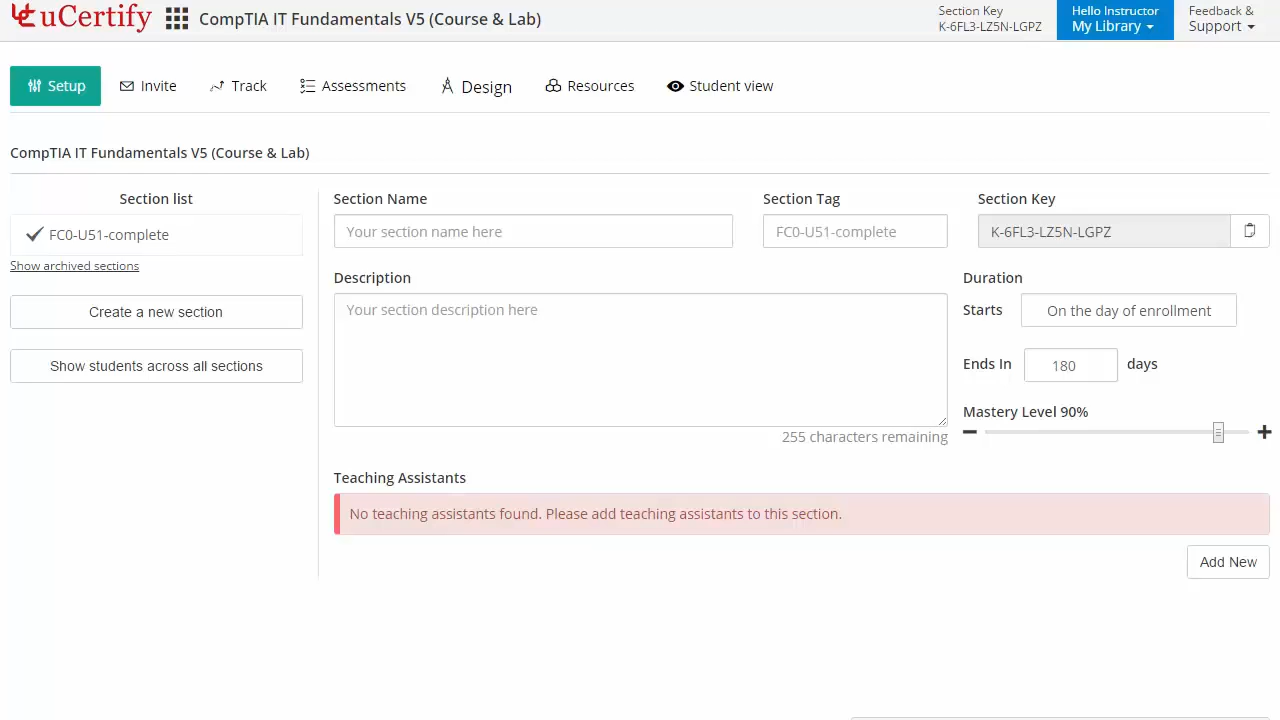 uCertify
CompTIA IT Fundamentals V5 (Course & Lab)
Section Key
K-6FL3-LZ5N-LGPZ
Hello Instructor
My Library
Feedback &
Support
Setup
Invite
Track
Assessments
Design
Resources
Student view
CompTIA IT Fundamentals V5 (Course & Lab)
Section list
FC0-U51-complete
Show archived sections
Create a new section
Show students across all sections
Section Name
Your section name here
Section Tag
FC0-U51-complete
Section Key
K-6FL3-LZ5N-LGPZ
Description
Your section description here
255 characters remaining
Duration
Starts On the day of enrollment
Ends In 180 days
Mastery Level 90%
Teaching Assistants
No teaching assistants found. Please add teaching assistants to this section.
Add New